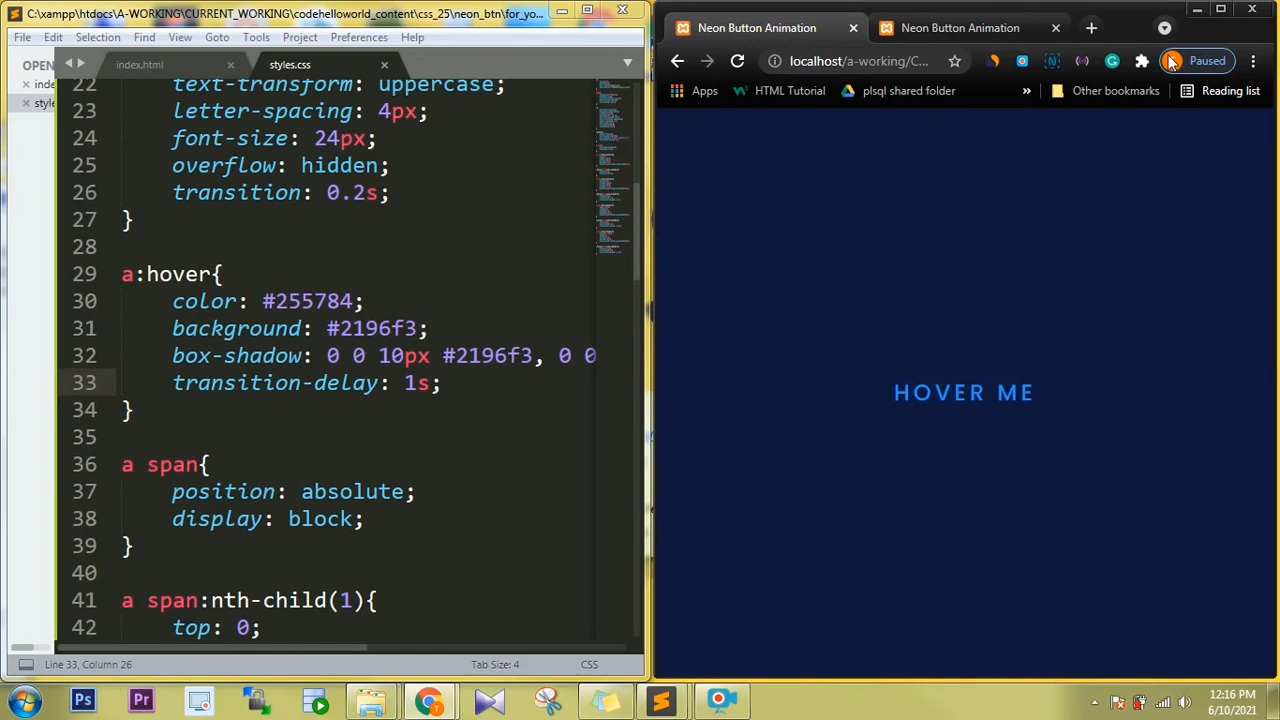 C:\xampp\htdocs\A-WORKING\CURRENT_WORKING\codehelloworld_content\css_25\neon_btn\for_yo...
File Edit Selection Find View Goto Tools Project Preferences Help
OPEN
inde
style
index.html
styles.css
22 text-transform: uppercase;
23 letter-spacing: 4px;
24 font-size: 24px;
25 overflow: hidden;
26 transition: 0.2s;
27 }
28
29 a:hover{
30 color: #255784;
31 background: #2196f3;
32 box-shadow: 0 0 10px #2196f3, 0 0
33 transition-delay: 1s;
34 }
35
36 a span{
37 position: absolute;
38 display: block;
39 }
40
41 a span:nth-child(1){
42 top: 0;
Line 33, Column 26
Tab Size: 4
CSS
Neon Button Animation
Neon Button Animation
localhost/a-working/C...
Paused
Apps
HTML Tutorial
plsql shared folder
»
Other bookmarks
Reading list
HOVER ME
Ps
Pr
12:16 PM
6/10/2021